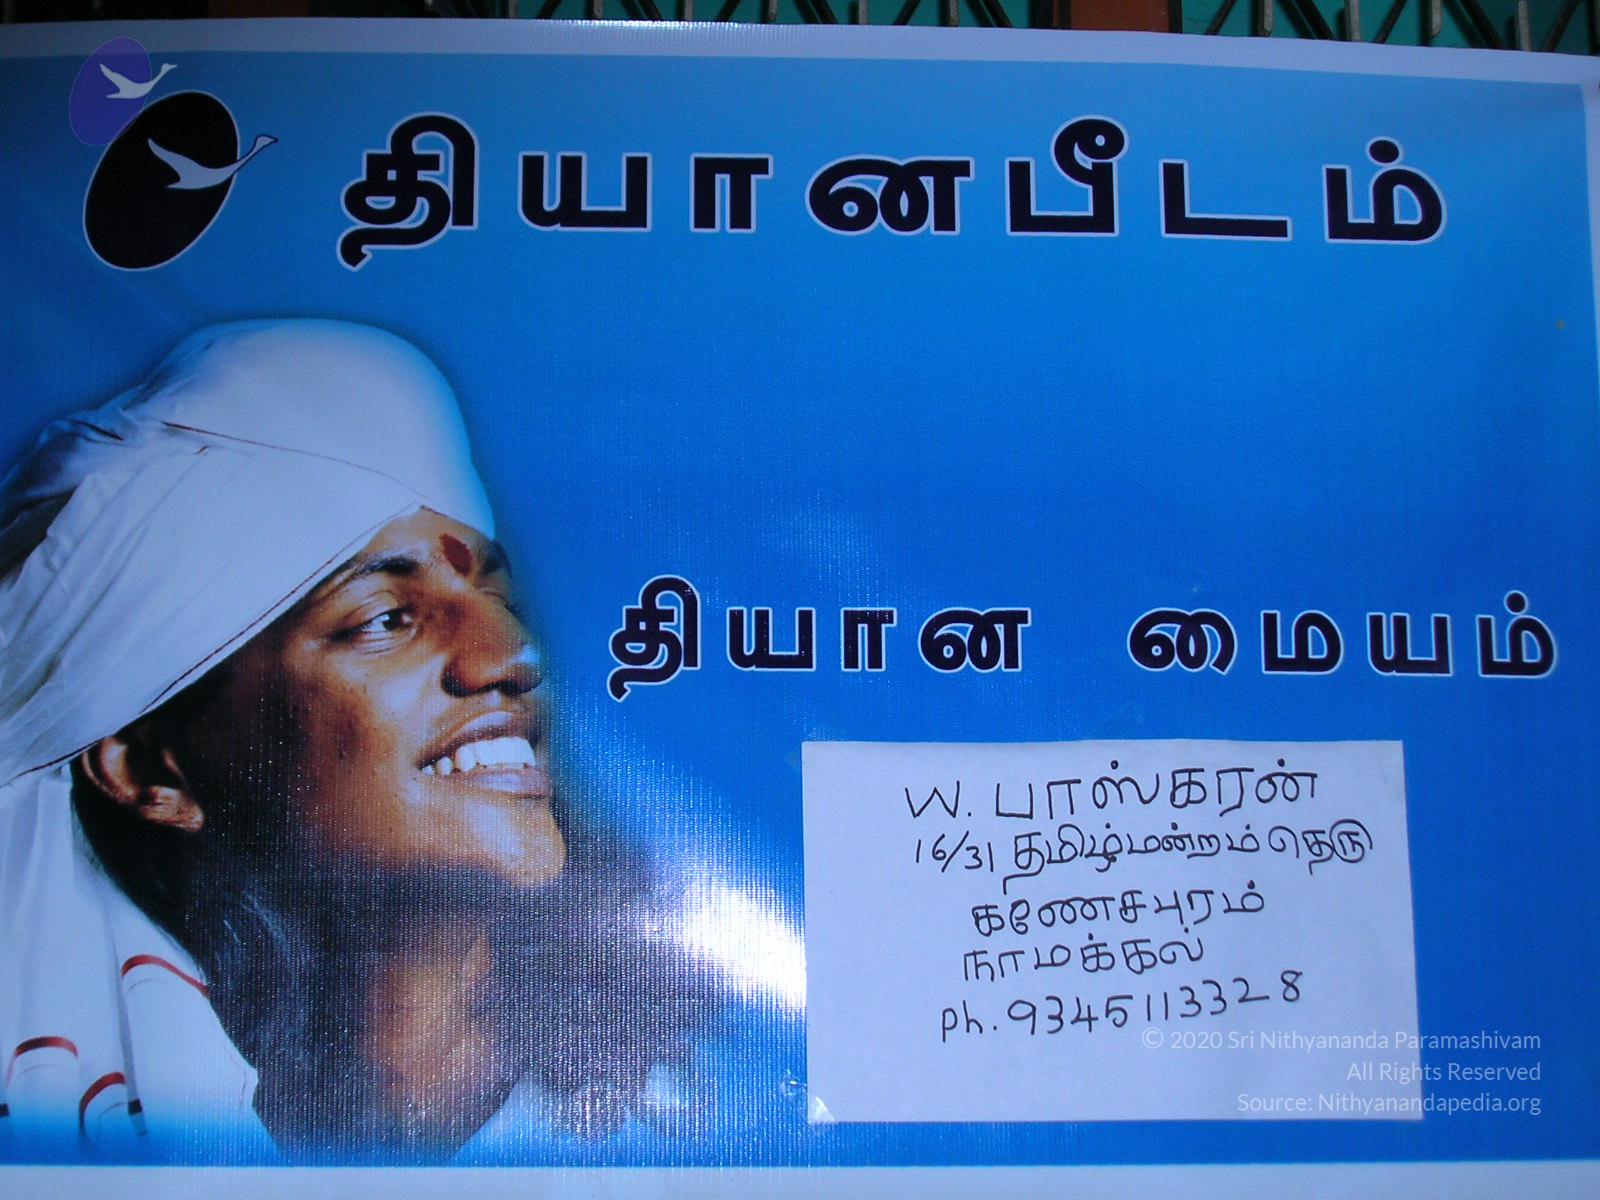 தியானபீடம்
தியான மையம்
W. பாஸ்கரன்
16/31 தமிழ்மன்றம் தெரு
கணேசபுரம்
நாமக்கல்
ph. 9345113328
© 2020 Sri Nithyananda Paramashivam
All Rights Reserved
Source: Nithyanandapedia.org